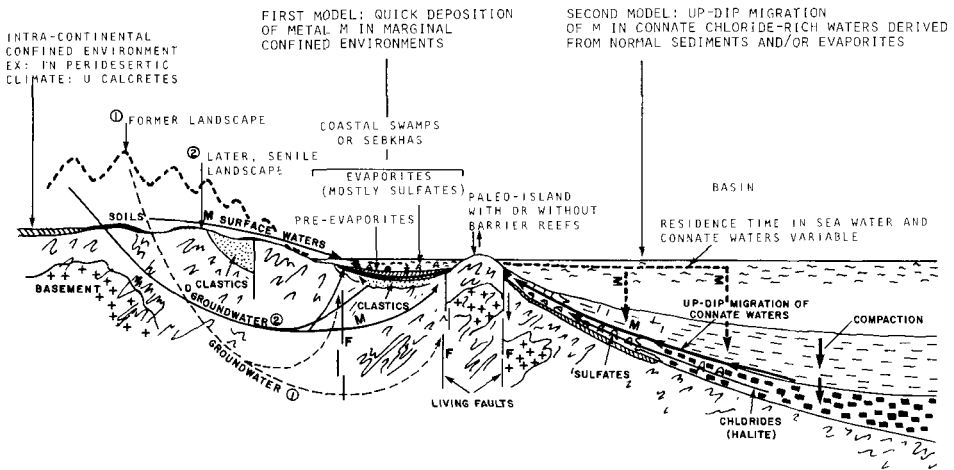 FIRST MODEL: QUICK DEPOSITION
OF METAL M IN MARGINAL
CONFINED ENVIRONMENTS
SECOND MODEL: UP-DIP MIGRATION
OF M IN CONNATE CHLORIDE-RICH WATERS DERIVED
FROM NORMAL SEDIMENTS AND/OR EVAPORITES
INTRA-CONTINENTAL
CONFINED ENVIRONMENT
EX: IN PERIDESERTIC
CLIMATE: U CALCRETES
① FORMER LANDSCAPE
② LATER, SENILE
LANDSCAPE
COASTAL SWAMPS
OR SEBKHAS
EVAPORITES
(MOSTLY SULFATES)
PRE-EVAPORITES
PALEO-ISLAND
WITH OR WITHOUT
BARRIER REEFS
BASIN
RESIDENCE TIME IN SEA WATER AND
CONNATE WATERS VARIABLE
SOILS
M SURFACE WATERS
BASEMENT
CLASTICS
GROUNDWATER ②
M
GROUNDWATER ①
CLASTICS
M
F
F
F
LIVING FAULTS
SULFATES
M
M
M
UP-DIP MIGRATION OF
CONNATE WATERS
COMPACTION
CHLORIDES
(HALITE)